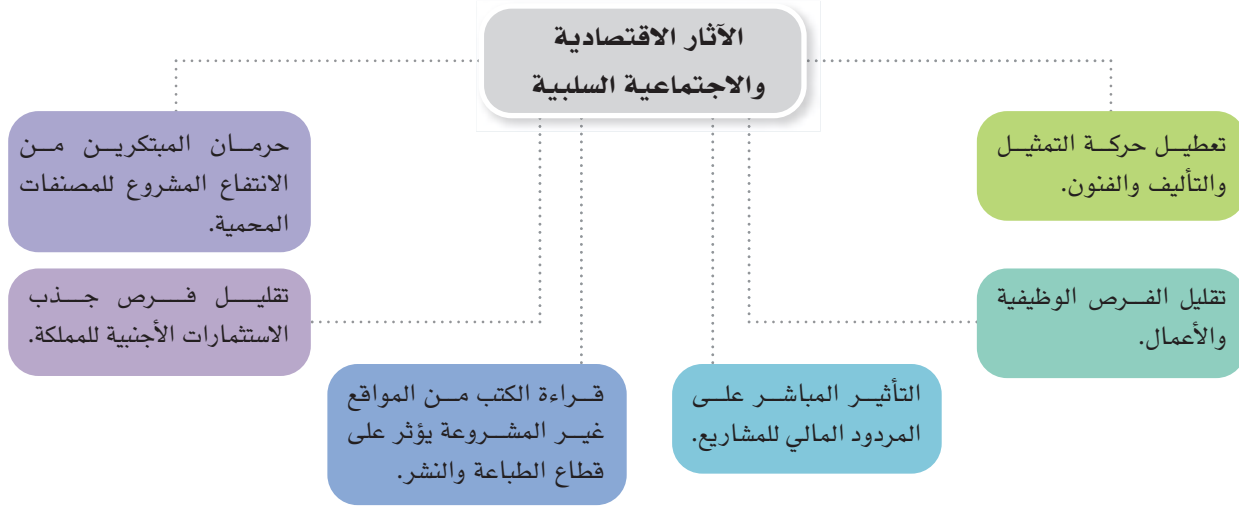 الآثار الاقتصادية
والاجتماعية السلبية
تعطيل حركة التمثيل
والتأليف والفنون.
تقليل الفرص الوظيفية
والأعمال.
التأثير المباشر على
المردود المالي للمشاريع.
قراءة الكتب من المواقع
غير المشروعة يؤثر على
قطاع الطباعة والنشر.
تقليل فرص جذب
الاستثمارات الأجنبية للمملكة.
حرمان المبتكرين من
الانتفاع المشروع للمصنفات
المحمية.